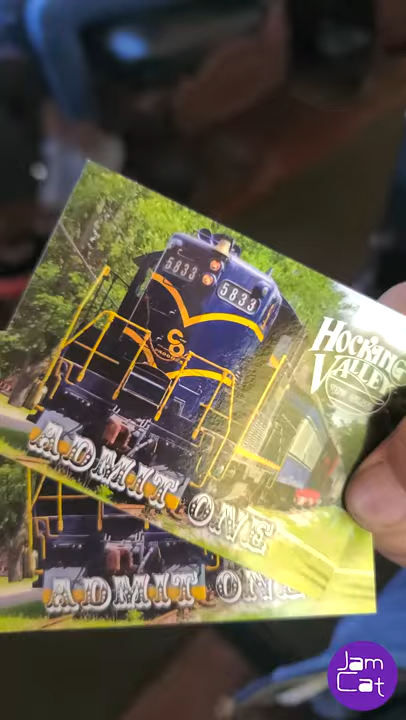 5833
5833
C&O
HOCKING
VALLEY
ADMIT ONE
ADMIT ONE
Jam
Cat